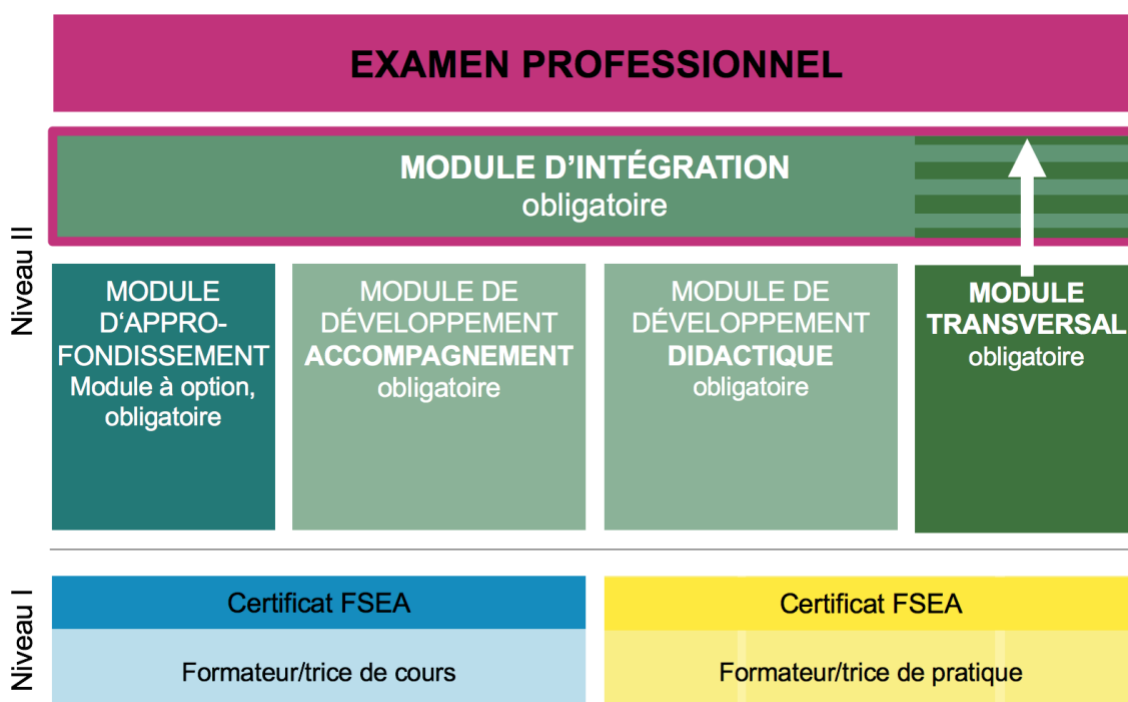 EXAMEN PROFESSIONNEL
Niveau II
MODULE D'INTÉGRATION
obligatoire
MODULE
D'APPRO-
FONDISSEMENT
Module à option,
obligatoire
MODULE DE
DÉVELOPPEMENT
ACCOMPAGNEMENT
obligatoire
MODULE DE
DÉVELOPPEMENT
DIDACTIQUE
obligatoire
MODULE
TRANSVERSAL
obligatoire
Niveau I
Certificat FSEA
Formateur/trice de cours
Certificat FSEA
Formateur/trice de pratique